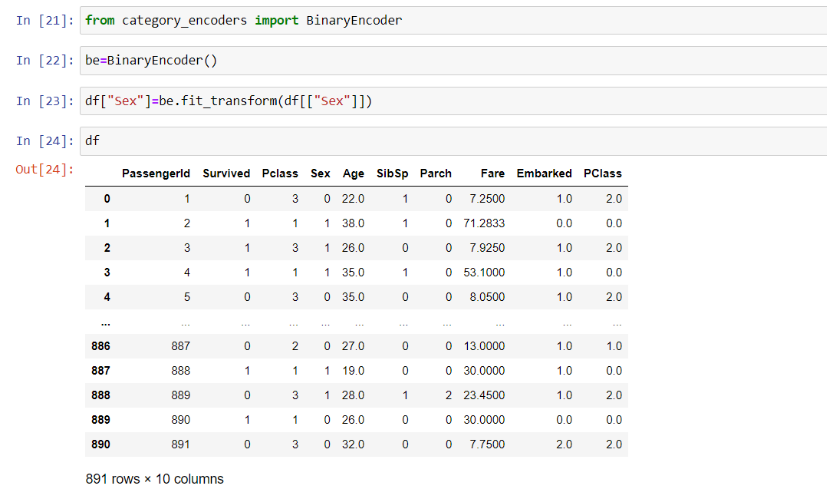 In [21]: from category_encoders import BinaryEncoder
In [22]: be=BinaryEncoder()
In [23]: df["Sex"]=be.fit_transform(df[["Sex"]])
In [24]: df
Out[24]:
PassengerId Survived Pclass Sex Age SibSp Parch Fare Embarked PClass
0 1 0 3 0 22.0 1 0 7.2500 1.0 2.0
1 2 1 1 1 38.0 1 0 71.2833 0.0 0.0
2 3 1 3 1 26.0 0 0 7.9250 1.0 2.0
3 4 1 1 1 35.0 1 0 53.1000 1.0 0.0
4 5 0 3 0 35.0 0 0 8.0500 1.0 2.0
... ... ... ... ... ... ... ... ... ... ...
886 887 0 2 0 27.0 0 0 13.0000 1.0 1.0
887 888 1 1 1 19.0 0 0 30.0000 1.0 0.0
888 889 0 3 1 28.0 1 2 23.4500 1.0 2.0
889 890 1 1 0 26.0 0 0 30.0000 0.0 0.0
890 891 0 3 0 32.0 0 0 7.7500 2.0 2.0
891 rows × 10 columns